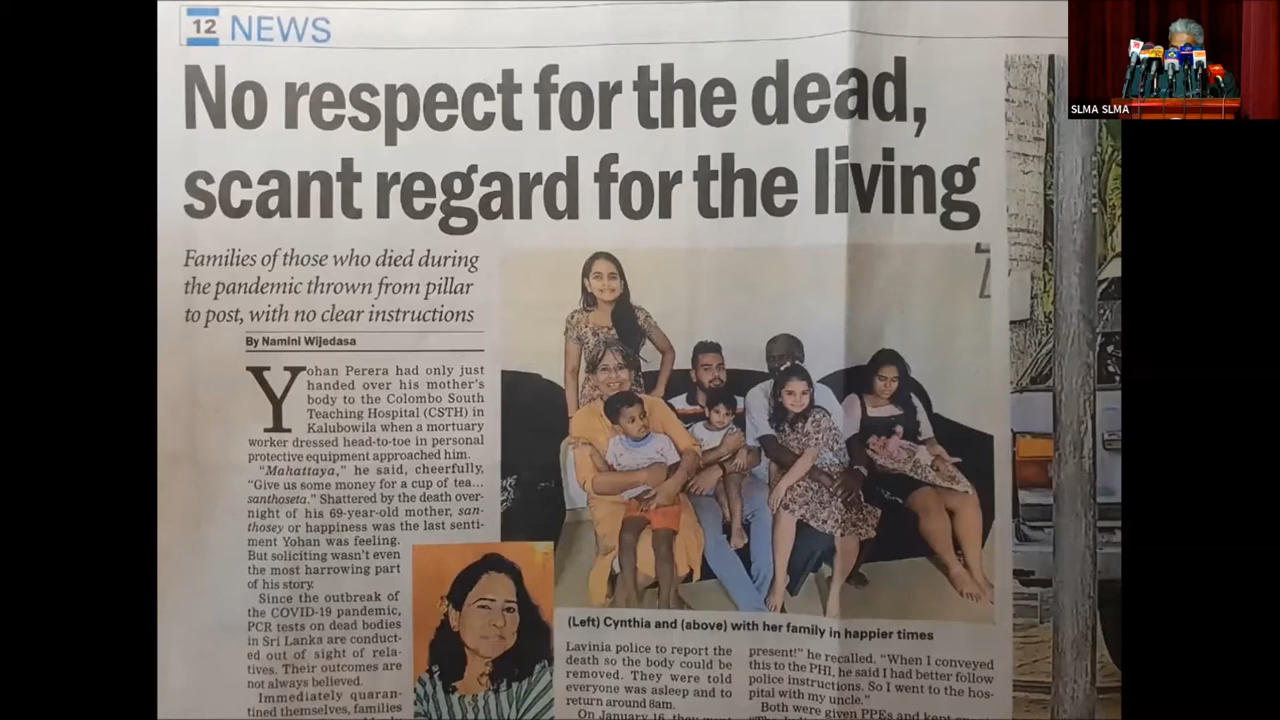 12 NEWS
No respect for the dead,
scant regard for the living
Families of those who died during
the pandemic thrown from pillar
to post, with no clear instructions
By Namini Wijedasa
Yohan Perera had only just
handed over his mother's
body to the Colombo South
Teaching Hospital (CSTH) in
Kalubowila when a mortuary
worker dressed head-to-toe in personal
protective equipment approached him.
"Mahattaya," he said, cheerfully,
"Give us some money for a cup of tea...
santhoseta." Shattered by the death over-
night of his 69-year-old mother, san-
thosey or happiness was the last senti-
ment Yohan was feeling.
But soliciting wasn't even
the most harrowing part
of his story.
Since the outbreak of
the COVID-19 pandemic,
PCR tests on dead bodies
in Sri Lanka are conduct-
ed out of sight of rela-
tives. Their outcomes are
not always believed.
Immediately quaran-
tined themselves, families
(Left) Cynthia and (above) with her family in happier times
Lavinia police to report the
death so the body could be
removed. They were told
everyone was asleep and to
return around 8am.
On January 16, they went
present!" he recalled. "When I conveyed
this to the PHI, he said I had better follow
police instructions. So I went to the hos-
pital with my uncle."
Both were given PPEs and kept
SLMA SLMA